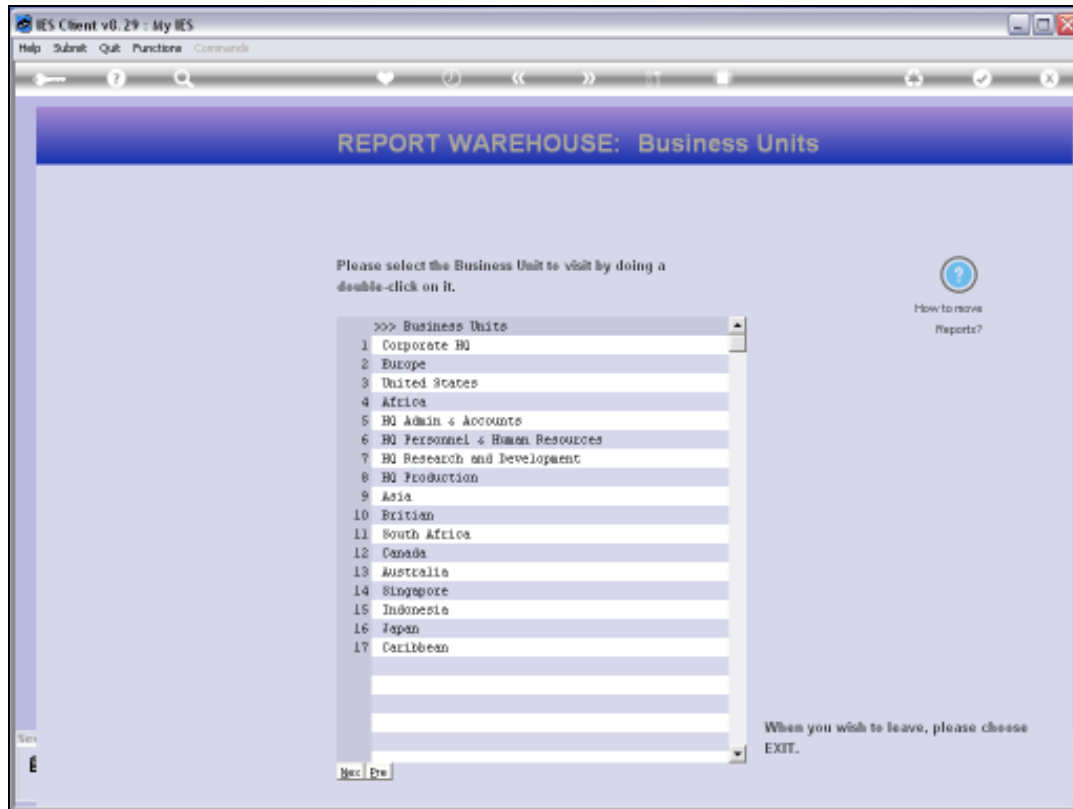 IES Client v8.29 : My IES
Help Submit Quit Functions Commands
REPORT WAREHOUSE: Business Units
Please select the Business Unit to visit by doing a
double-click on it.
How to move
Reports?
>>> Business Units
1 Corporate HQ
2 Europe
3 United States
4 Africa
5 HQ Admin & Accounts
6 HQ Personnel & Human Resources
7 HQ Research and Development
8 HQ Production
9 Asia
10 Britian
11 South Africa
12 Canada
13 Australia
14 Singapore
15 Indonesia
16 Japan
17 Caribbean
When you wish to leave, please choose
EXIT.